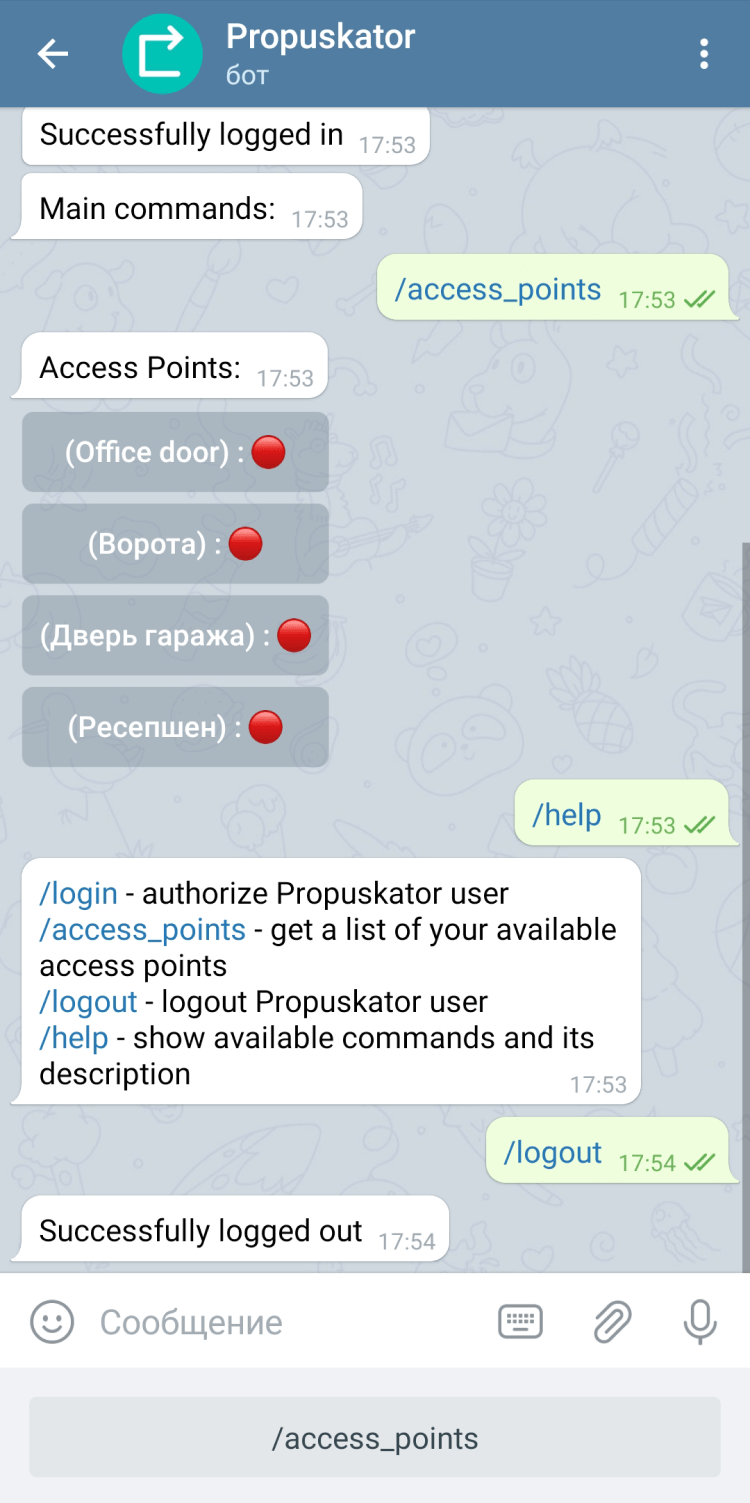 Propuskator
бот
Successfully logged in 17:53
Main commands: 17:53
/access_points 17:53
Access Points: 17:53
(Office door) : 🔴
(Ворота) : 🔴
(Дверь гаража) : 🔴
(Ресепшен) : 🔴
/help 17:53
/login - authorize Propuskator user
/access_points - get a list of your available
access points
/logout - logout Propuskator user
/help - show available commands and its
description 17:53
/logout 17:54
Successfully logged out 17:54
Сообщение
/access_points